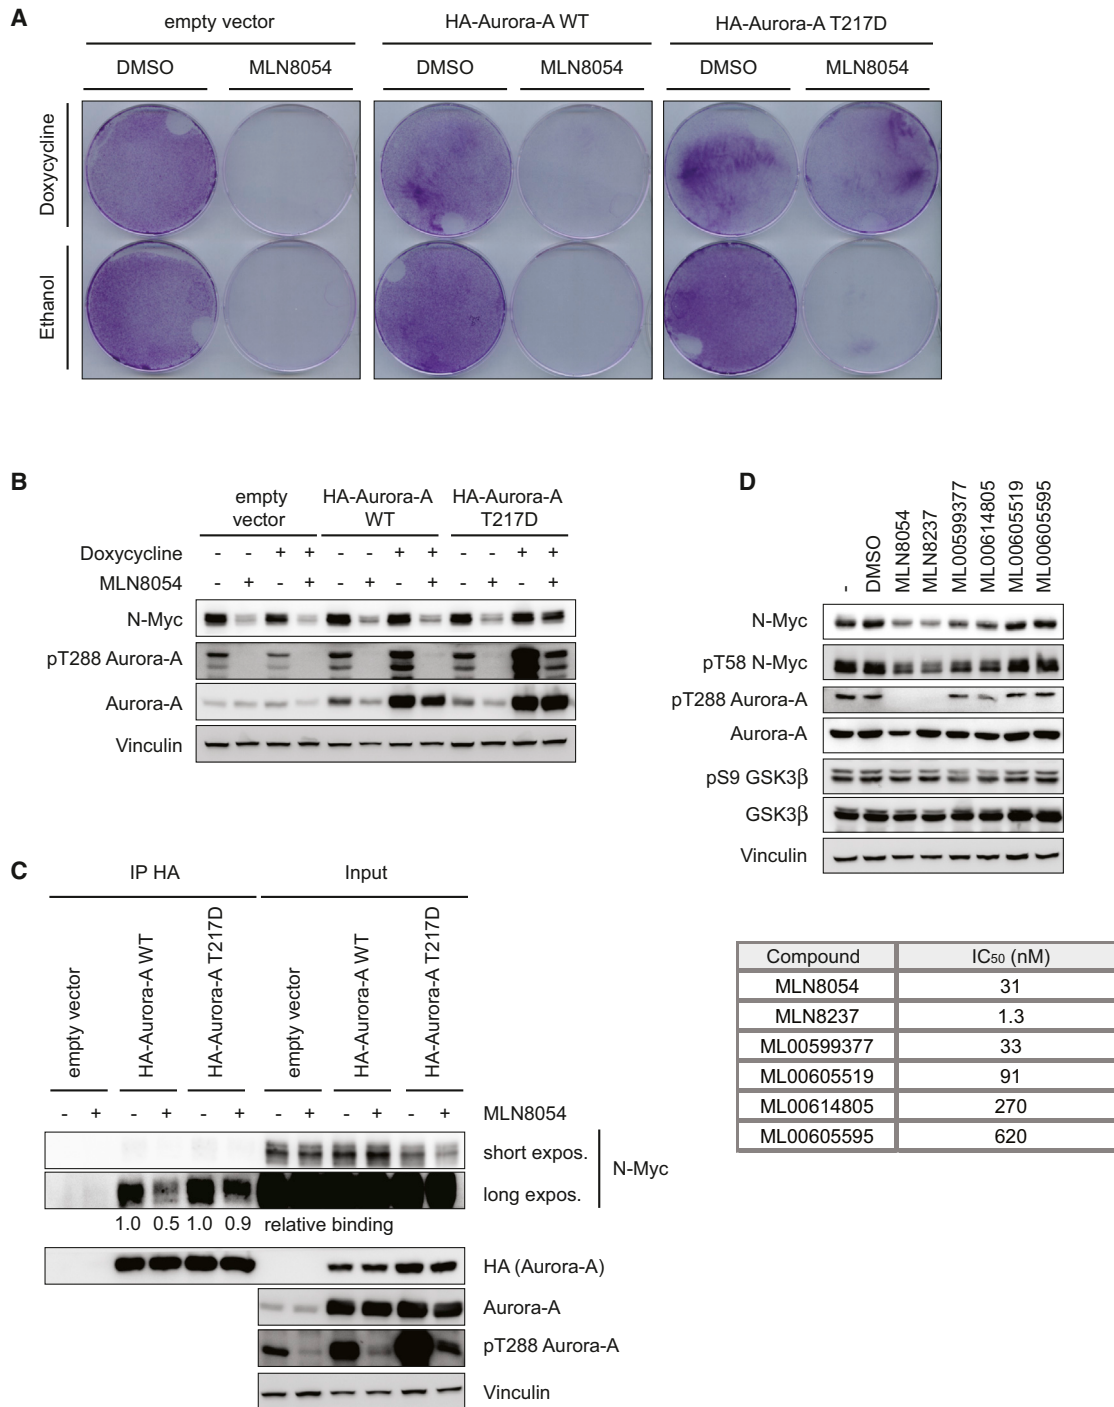 A
empty vector
HA-Aurora-A WT
HA-Aurora-A T217D
DMSO MLN8054 DMSO MLN8054 DMSO MLN8054
Doxycycline
Ethanol
B
empty vector
HA-Aurora-A WT
HA-Aurora-A T217D
Doxycycline - - + + - - + + - - + +
MLN8054 - + - + - + - + - + - +
N-Myc
pT288 Aurora-A
Aurora-A
Vinculin
C
IP HA Input
empty vector
HA-Aurora-A WT
HA-Aurora-A T217D
empty vector
HA-Aurora-A WT
HA-Aurora-A T217D
- + - + - + - + - + - + MLN8054
short expos.
N-Myc
long expos.
1.0 0.5 1.0 0.9 relative binding
HA (Aurora-A)
Aurora-A
pT288 Aurora-A
Vinculin
D
-
DMSO
MLN8054
MLN8237
ML00599377
ML00614805
ML00605519
ML00605595
N-Myc
pT58 N-Myc
pT288 Aurora-A
Aurora-A
pS9 GSK3β
GSK3β
Vinculin
Compound IC50 (nM)
MLN8054 31
MLN8237 1.3
ML00599377 33
ML00605519 91
ML00614805 270
ML00605595 620